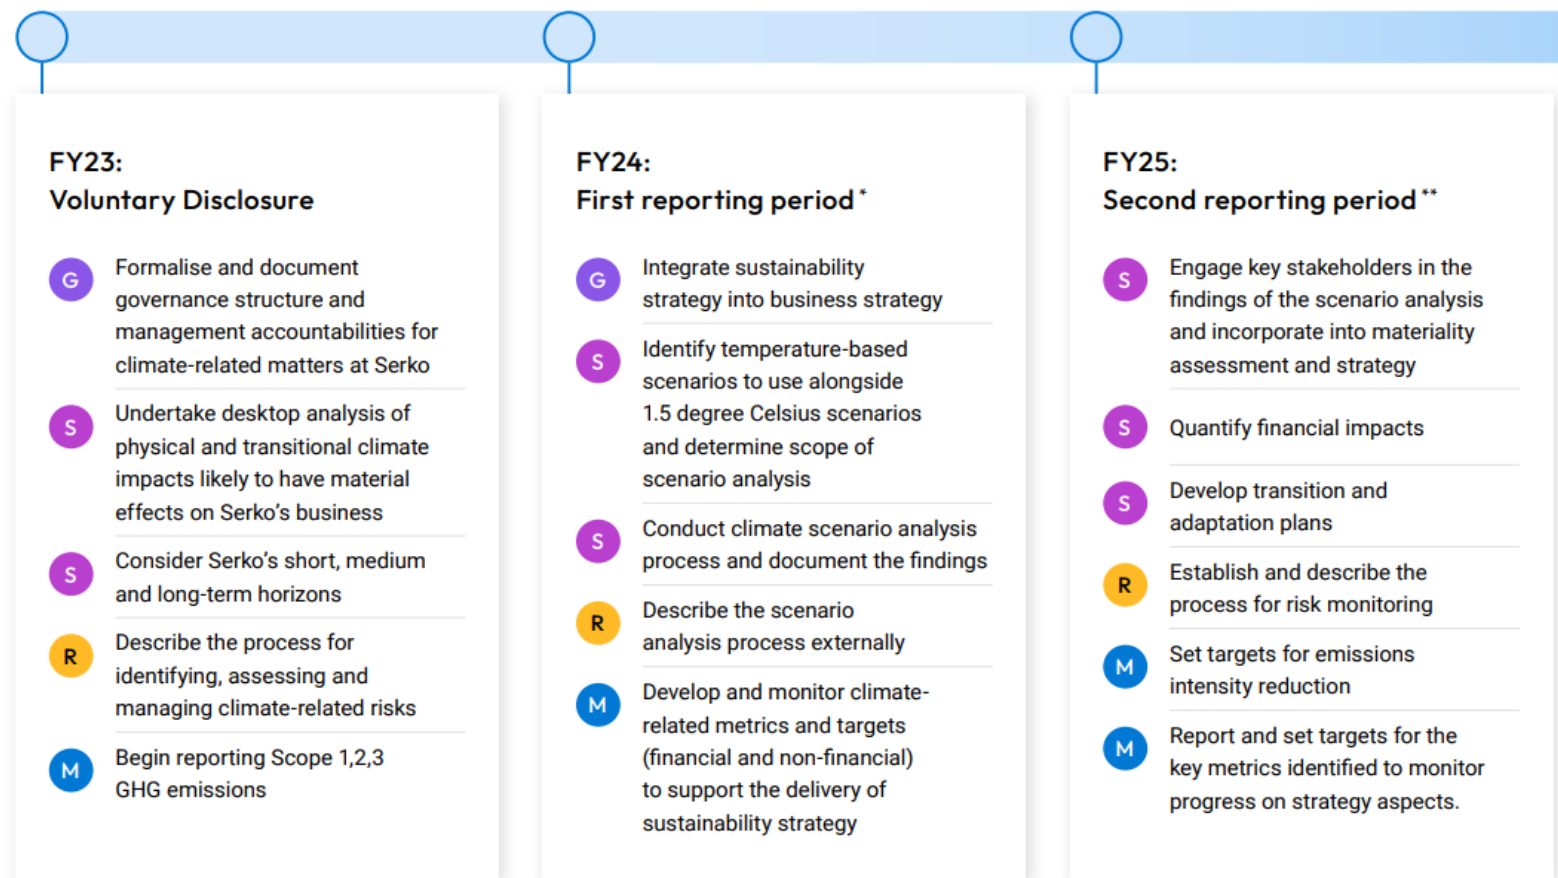 FY23:
Voluntary Disclosure
G
Formalise and document
governance structure and
management accountabilities for
climate-related matters at Serko
S
Undertake desktop analysis of
physical and transitional climate
impacts likely to have material
effects on Serko's business
S
Consider Serko's short, medium
and long-term horizons
R
Describe the process for
identifying, assessing and
managing climate-related risks
M
Begin reporting Scope 1,2,3
GHG emissions
FY24:
First reporting period *
G
Integrate sustainability
strategy into business strategy
S
Identify temperature-based
scenarios to use alongside
1.5 degree Celsius scenarios
and determine scope of
scenario analysis
S
Conduct climate scenario analysis
process and document the findings
R
Describe the scenario
analysis process externally
M
Develop and monitor climate-
related metrics and targets
(financial and non-financial)
to support the delivery of
sustainability strategy
FY25:
Second reporting period **
S
Engage key stakeholders in the
findings of the scenario analysis
and incorporate into materiality
assessment and strategy
S
Quantify financial impacts
S
Develop transition and
adaptation plans
R
Establish and describe the
process for risk monitoring
M
Set targets for emissions
intensity reduction
M
Report and set targets for the
key metrics identified to monitor
progress on strategy aspects.